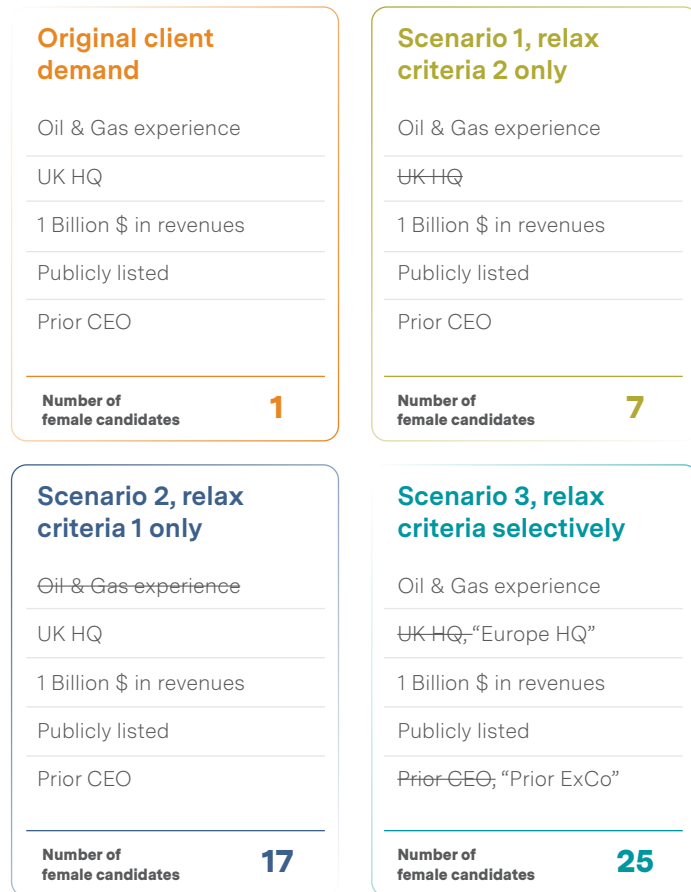 Original client
demand
Oil & Gas experience
UK HQ
1 Billion $ in revenues
Publicly listed
Prior CEO
Number of
female candidates
1
Scenario 1, relax
criteria 2 only
Oil & Gas experience
UK HQ
1 Billion $ in revenues
Publicly listed
Prior CEO
Number of
female candidates
7
Scenario 2, relax
criteria 1 only
Oil & Gas experience
UK HQ
1 Billion $ in revenues
Publicly listed
Prior CEO
Number of
female candidates
17
Scenario 3, relax
criteria selectively
Oil & Gas experience
UK HQ, “Europe HQ”
1 Billion $ in revenues
Publicly listed
Prior CEO, “Prior ExCo”
Number of
female candidates
25